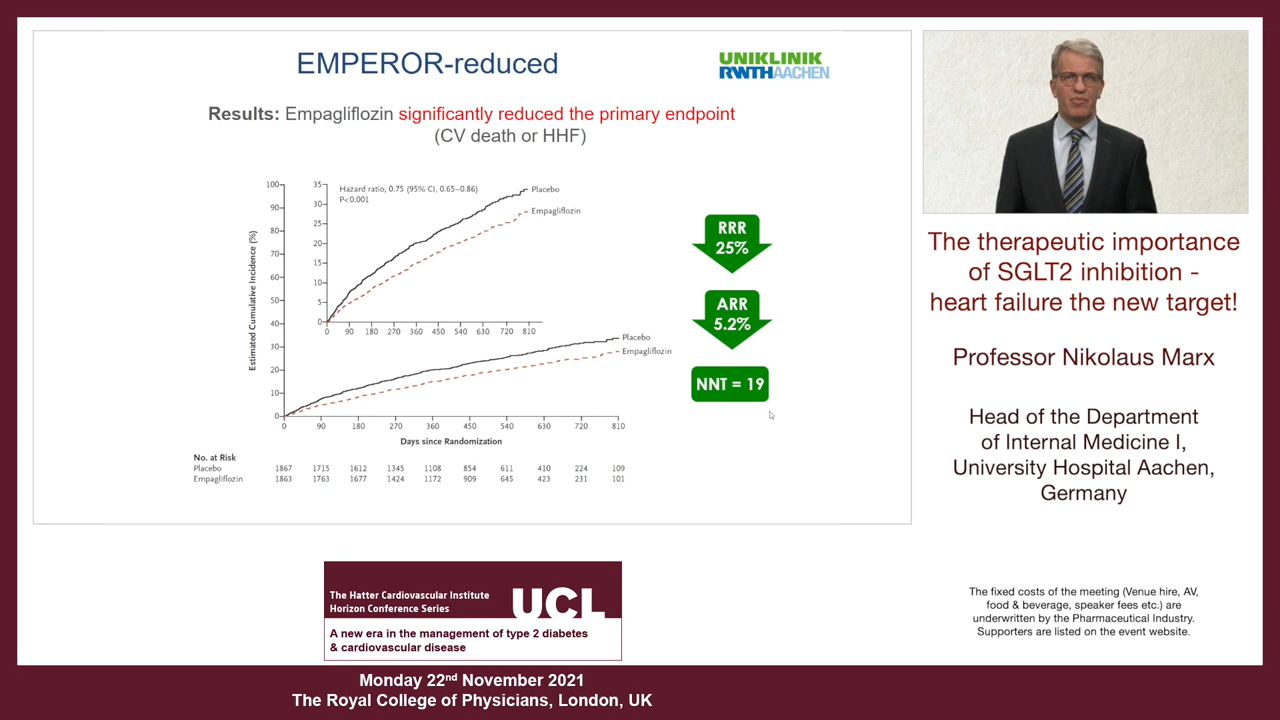 EMPEROR-reduced
UNIKLINIK
RWTHAACHEN
Results: Empagliflozin significantly reduced the primary endpoint
(CV death or HHF)
Estimated Cumulative Incidence (%)
100
90
80
70
60
50
40
30
20
10
0
35
30
25
20
15
10
5
0
Hazard ratio, 0.75 (95% CI, 0.65–0.86)
P<0.001
Placebo
Empagliflozin
0 90 180 270 360 450 540 630 720 810
Placebo
Empagliflozin
0 90 180 270 360 450 540 630 720 810
Days since Randomization
No. at Risk
Placebo 1867 1715 1612 1345 1108 854 611 410 224 109
Empagliflozin 1863 1763 1677 1424 1172 909 645 423 231 101
RRR
25%
ARR
5.2%
NNT = 19
The therapeutic importance
of SGLT2 inhibition -
heart failure the new target!
Professor Nikolaus Marx
Head of the Department
of Internal Medicine I,
University Hospital Aachen,
Germany
The fixed costs of the meeting (Venue hire, AV,
food & beverage, speaker fees etc.) are
underwritten by the Pharmaceutical Industry.
Supporters are listed on the event website.
The Hatter Cardiovascular Institute
Horizon Conference Series
UCL
A new era in the management of type 2 diabetes
& cardiovascular disease
Monday 22nd November 2021
The Royal College of Physicians, London, UK